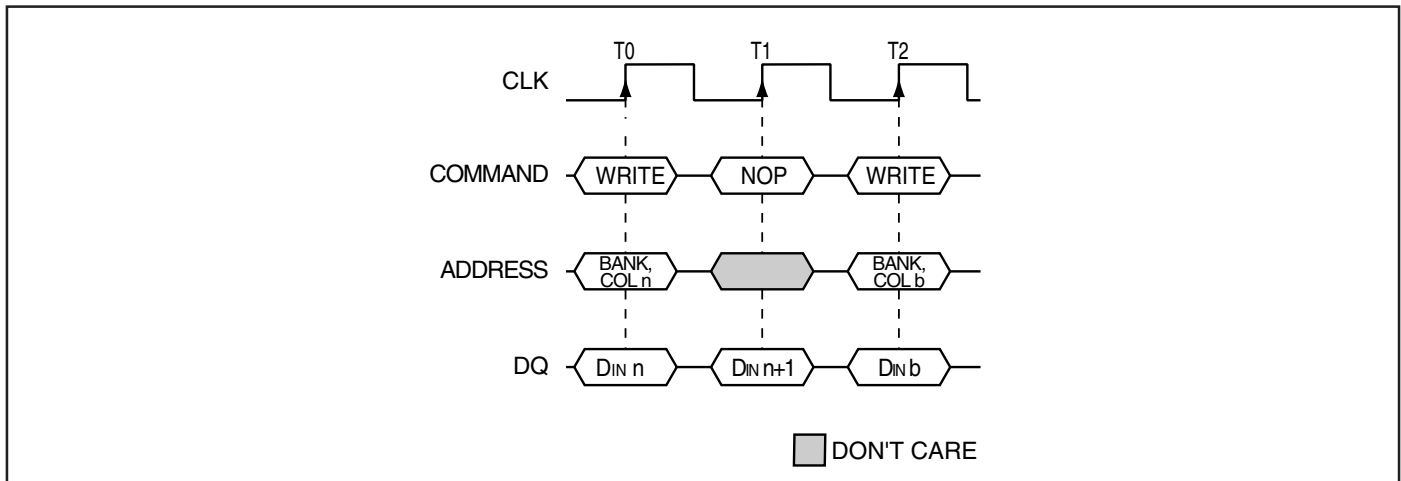 T0 T1 T2
CLK
COMMAND WRITE NOP WRITE
ADDRESS BANK, COL n BANK, COL b
DQ DIN n DIN n+1 DIN b
DON'T CARE